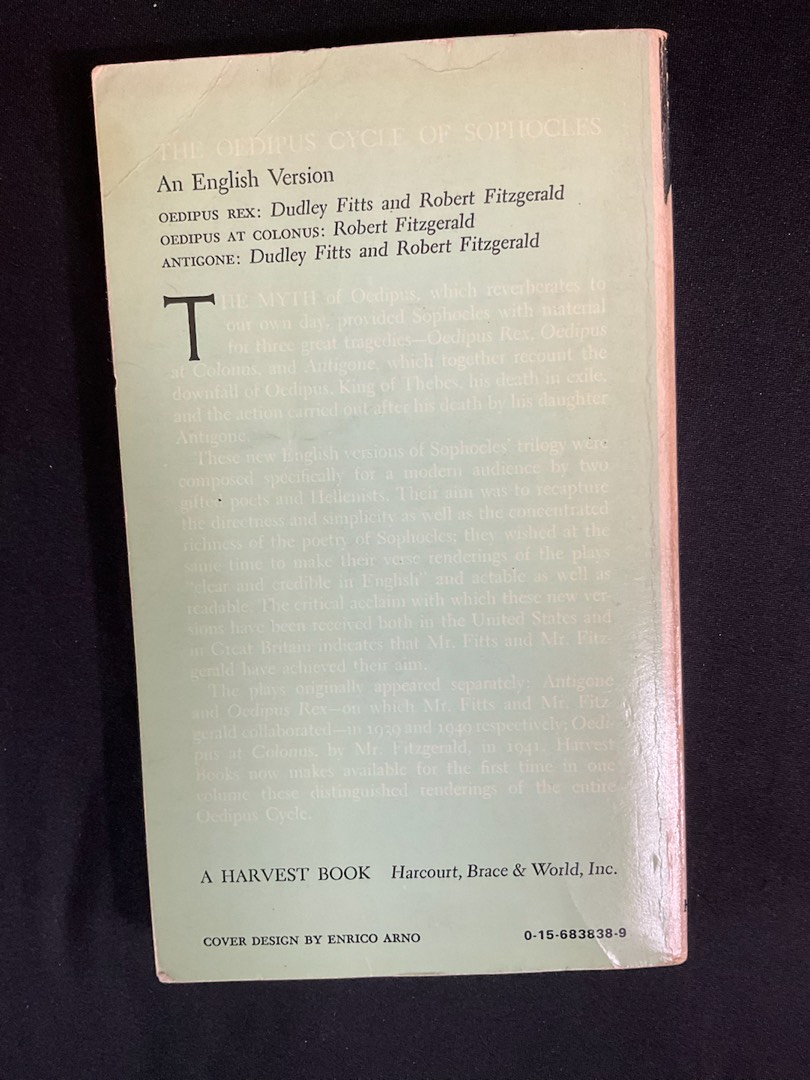 THE OEDIPUS CYCLE OF SOPHOCLES
An English Version
OEDIPUS REX: Dudley Fitts and Robert Fitzgerald
OEDIPUS AT COLONUS: Robert Fitzgerald
ANTIGONE: Dudley Fitts and Robert Fitzgerald
THE MYTH of Oedipus, which reverberates to
our own day, provided Sophocles with material
for three great tragedies—Oedipus Rex, Oedipus
at Colonus, and Antigone, which together recount the
downfall of Oedipus, King of Thebes, his death in exile,
and the action carried out after his death by his daughter
Antigone.
These new English versions of Sophocles' trilogy were
composed specifically for a modern audience by two
gifted poets and Hellenists. Their aim was to recapture
the directness and simplicity as well as the concentrated
richness of the poetry of Sophocles; they wished at the
same time to make their verse renderings of the plays
"clear and credible in English" and actable as well as
readable. The critical acclaim with which these new ver-
sions have been received both in the United States and
in Great Britain indicates that Mr. Fitts and Mr. Fitz-
gerald have achieved their aim.
The plays originally appeared separately: Antigone
and Oedipus Rex—on which Mr. Fitts and Mr. Fitz-
gerald collaborated—in 1939 and 1949 respectively; Oedi-
pus at Colonus, by Mr. Fitzgerald, in 1941. Harvest
Books now makes available for the first time in one
volume these distinguished renderings of the entire
Oedipus Cycle.
A HARVEST BOOK Harcourt, Brace & World, Inc.
COVER DESIGN BY ENRICO ARNO
0-15-683838-9